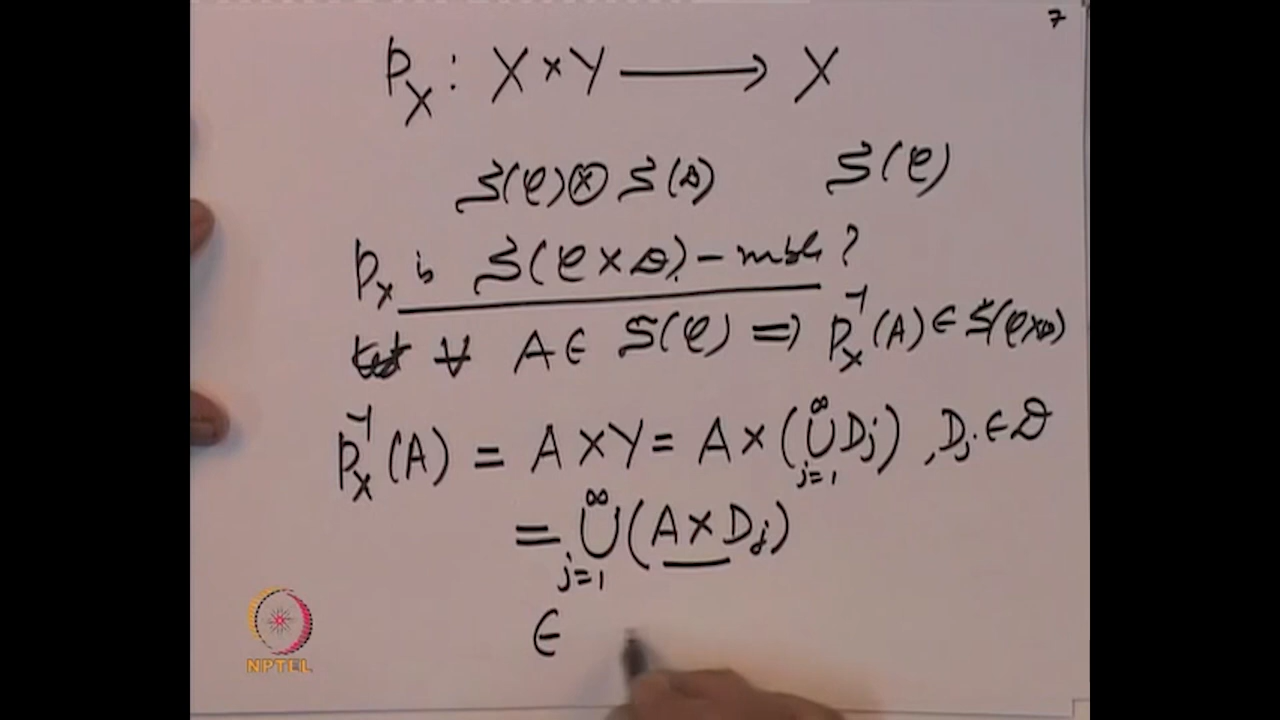 7
p_X : X × Y ⟶ X
𝒮(𝒞) ⊗ 𝒮(𝒟) 𝒮(𝒞)
p_X is 𝒮(𝒞 × 𝒟) – mble ?
∀ A ∈ 𝒮(𝒞) ⟹ p_X^{-1}(A) ∈ 𝒮(𝒞×𝒟)
p_X^{-1}(A) = A × Y = A × (⋃_{j=1}^{∞} D_j) , D_j ∈ 𝒟
= ⋃_{j=1}^{∞} (A × D_j)
∈
NPTEL